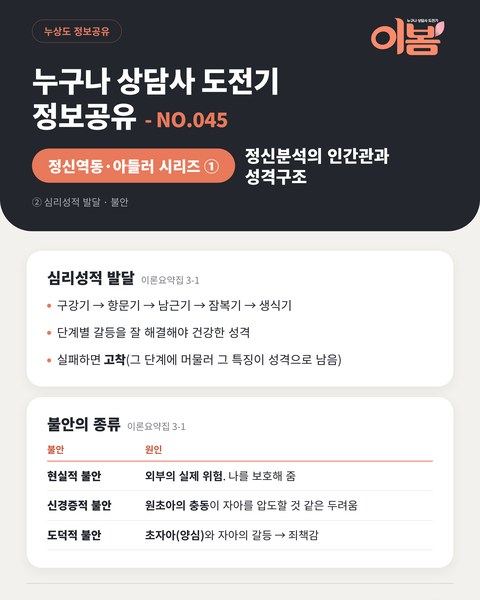 누상도 정보공유
누구나 상담사 도전기
이봄
누구나 상담사 도전기
정보공유 - NO.045
정신역동·아들러 시리즈 ①
정신분석의 인간관과
성격구조
② 심리성적 발달 · 불안
심리성적 발달 이론요약집 3-1
• 구강기 → 항문기 → 남근기 → 잠복기 → 생식기
• 단계별 갈등을 잘 해결해야 건강한 성격
• 실패하면 고착(그 단계에 머물러 그 특징이 성격으로 남음)
불안의 종류 이론요약집 3-1
불안 원인
현실적 불안 외부의 실제 위험. 나를 보호해 줌
신경증적 불안 원초아의 충동이 자아를 압도할 것 같은 두려움
도덕적 불안 초자아(양심)와 자아의 갈등 → 죄책감